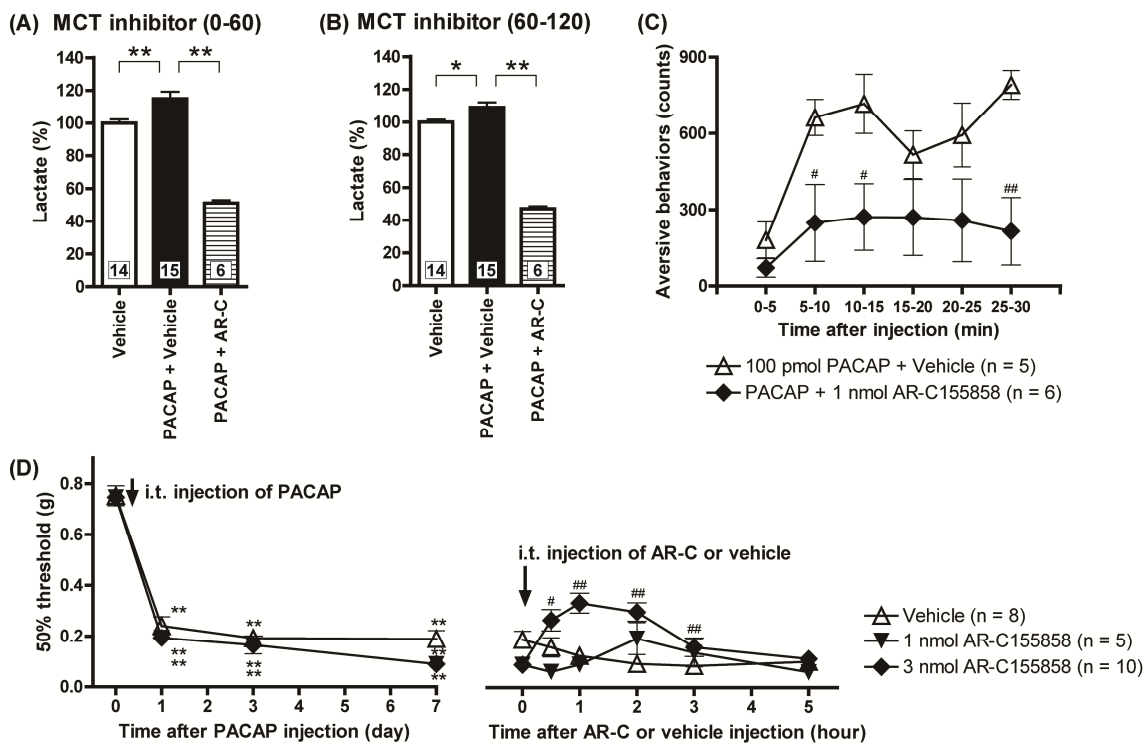 (A) MCT inhibitor (0-60)
140
120
100
80
60
40
20
0
Lactate (%)
** **
14 15 6
Vehicle
PACAP + Vehicle
PACAP + AR-C
(B) MCT inhibitor (60-120)
140
120
100
80
60
40
20
0
Lactate (%)
* **
14 15 6
Vehicle
PACAP + Vehicle
PACAP + AR-C
(C)
900
600
300
0
Aversive behaviors (counts)
# # ##
0-5 5-10 10-15 15-20 20-25 25-30
Time after injection (min)
100 pmol PACAP + Vehicle (n = 5)
PACAP + 1 nmol AR-C155858 (n = 6)
(D)
i.t. injection of PACAP
0.8
0.6
0.4
0.2
0.0
50% threshold (g)
** ** **
** ** **
** ** **
0 1 2 3 4 5 6 7
Time after PACAP injection (day)
i.t. injection of AR-C or vehicle
# ## ## ##
0 1 2 3 4 5
Time after AR-C or vehicle injection (hour)
Vehicle (n = 8)
1 nmol AR-C155858 (n = 5)
3 nmol AR-C155858 (n = 10)